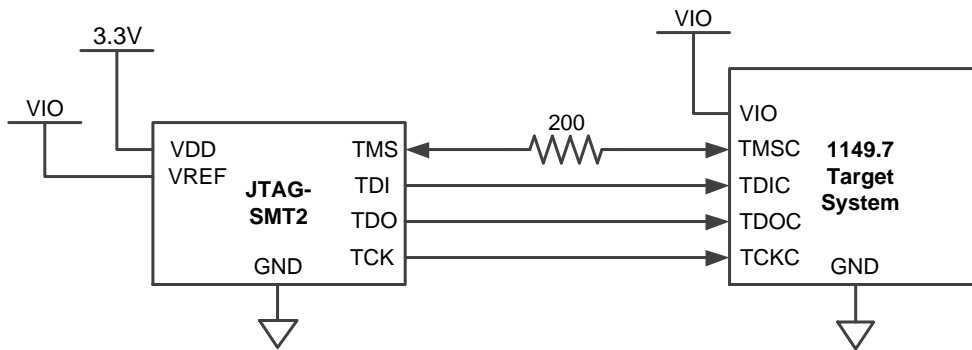 VIO
3.3V
VIO
VDD
VREF
JTAG-
SMT2
GND
TMS
TDI
TDO
TCK
200
VIO
TMSC
TDIC
TDOC
TCKC
1149.7
Target
System
GND